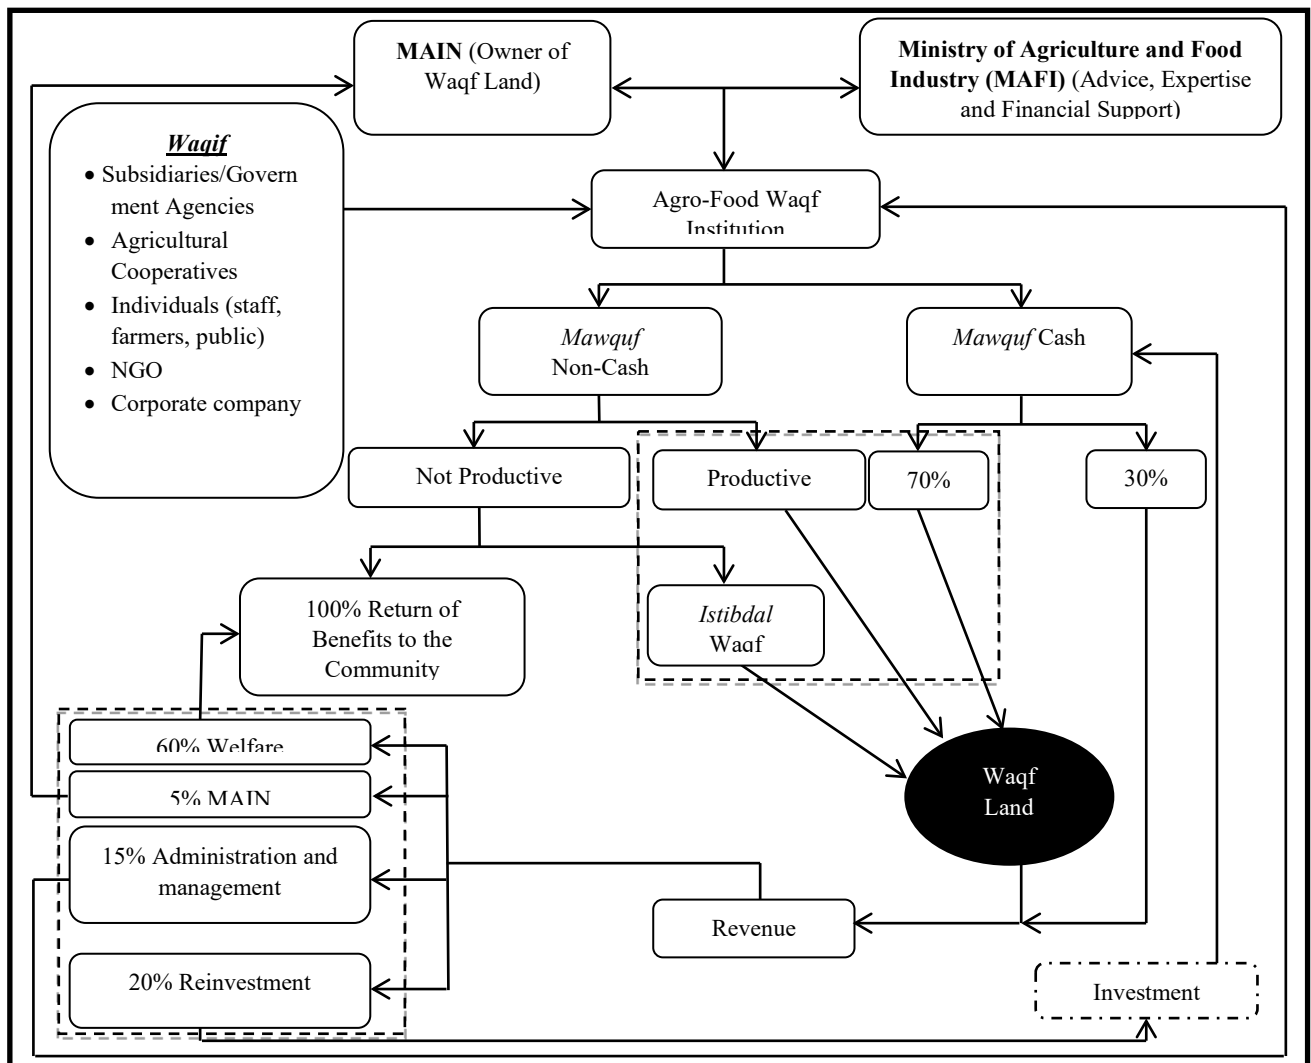 MAIN (Owner of
Waqf Land)
Ministry of Agriculture and Food
Industry (MAFI) (Advice, Expertise
and Financial Support)
Waqif
• Subsidiaries/Govern
ment Agencies
• Agricultural
Cooperatives
• Individuals (staff,
farmers, public)
• NGO
• Corporate company
Agro-Food Waqf
Institution
Mawquf
Non-Cash
Mawquf Cash
Not Productive
Productive
70%
30%
100% Return of
Benefits to the
Community
Istibdal
Waqf
60% Welfare
5% MAIN
15% Administration and
management
20% Reinvestment
Waqf
Land
Revenue
Investment